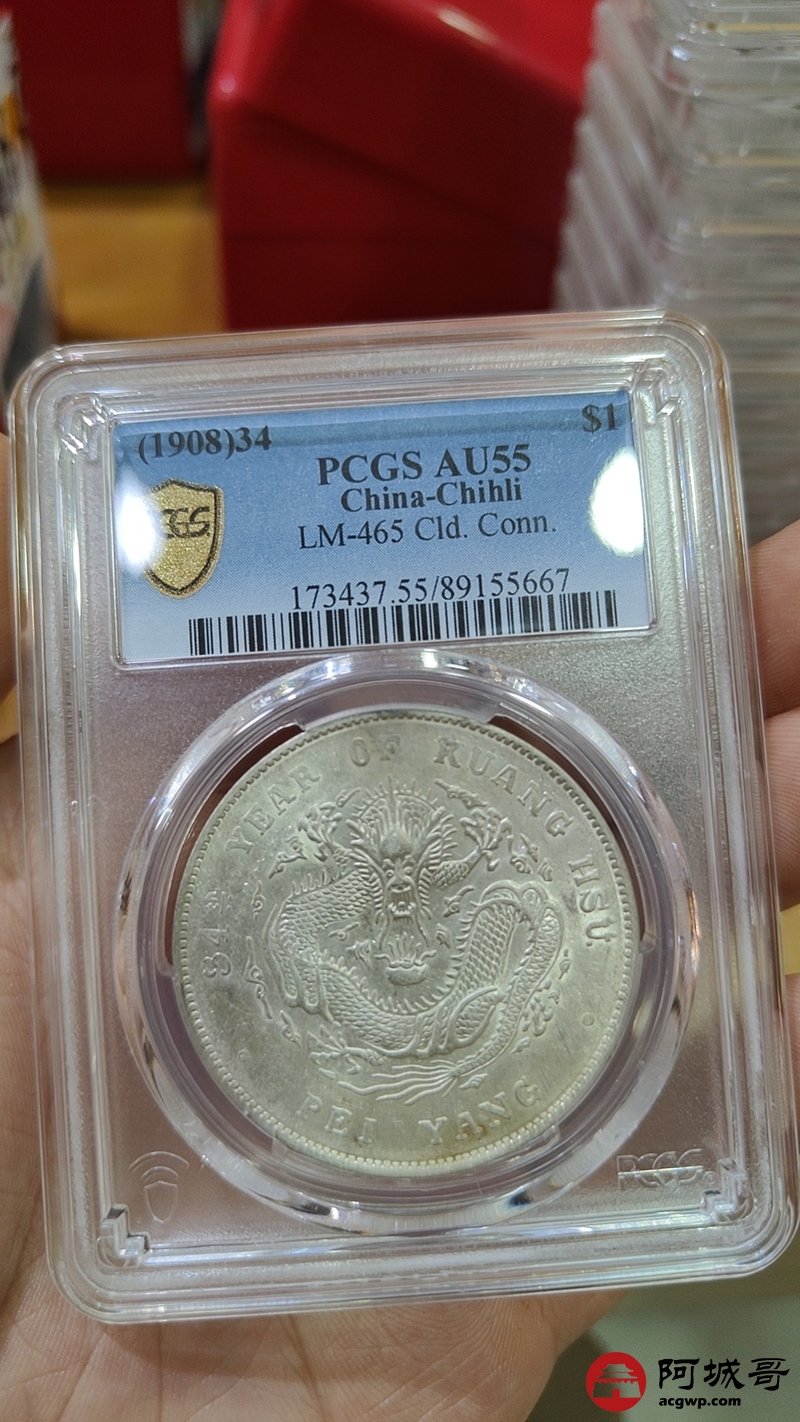 (1908)34 $1
PCGS AU55
China-Chihli
LM-465 Cld. Conn.
173437.55/89155667
CGS
34th YEAR OF KUANG HSU
PEI YANG
PCGS
阿城哥
acgwp.com